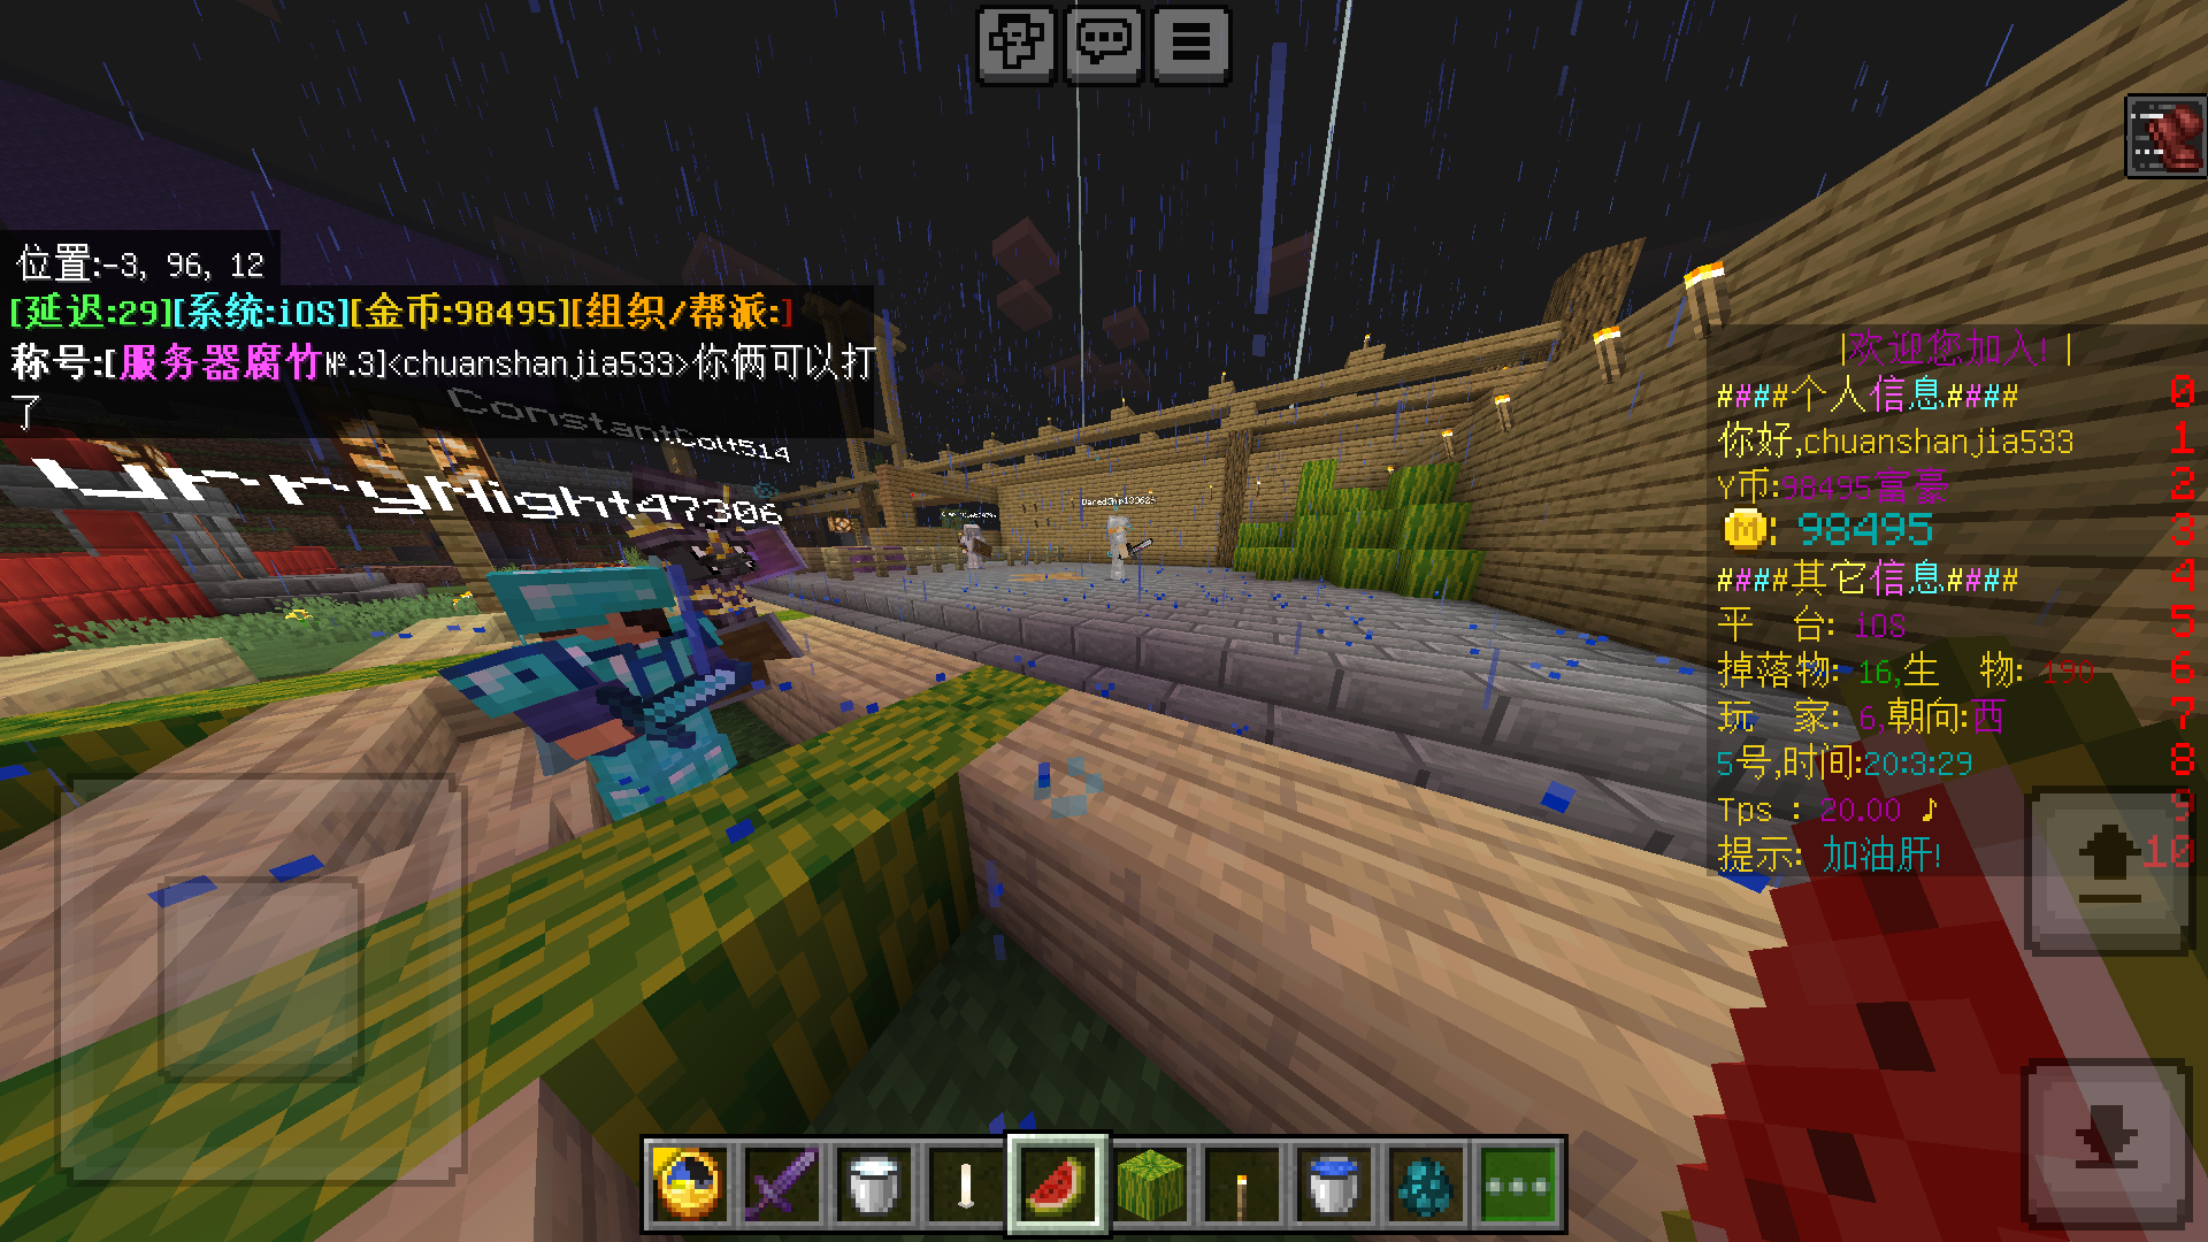 位置:-3, 96, 12
[延迟:29][系统:iOS][金币:98495][组织/帮派:]
称号:[服务器腐竹№.3]<chuanshanjia533>你俩可以打
了
ConstantColt514
47306
|欢迎您加入!|
####个人信息#### 0
你好,chuanshanjia533 1
Y币:98495富豪 2
M: 98495 3
####其它信息#### 4
平 台: iOS 5
掉落物: 16,生 物: 190 6
玩 家: 6,朝向:西 7
5号,时间:20:3:29 8
Tps : 20.00 ♪ 9
提示: 加油肝! 10